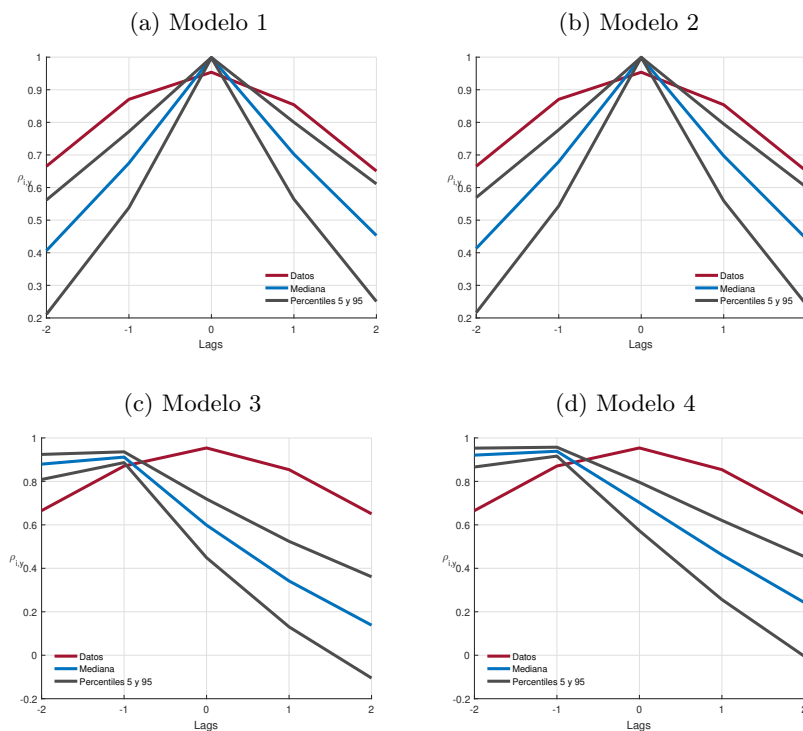 (a) Modelo 1
1
0.9
0.8
0.7
0.6
0.5
0.4
0.3
0.2
ρi,y
-2 -1 0 1 2
Lags
Datos
Mediana
Percentiles 5 y 95
(b) Modelo 2
1
0.9
0.8
0.7
0.6
0.5
0.4
0.3
0.2
ρi,y
-2 -1 0 1 2
Lags
Datos
Mediana
Percentiles 5 y 95
(c) Modelo 3
1
0.8
0.6
0.4
0.2
0
-0.2
ρi,y
-2 -1 0 1 2
Lags
Datos
Mediana
Percentiles 5 y 95
(d) Modelo 4
1
0.8
0.6
0.4
0.2
0
-0.2
ρi,y
-2 -1 0 1 2
Lags
Datos
Mediana
Percentiles 5 y 95